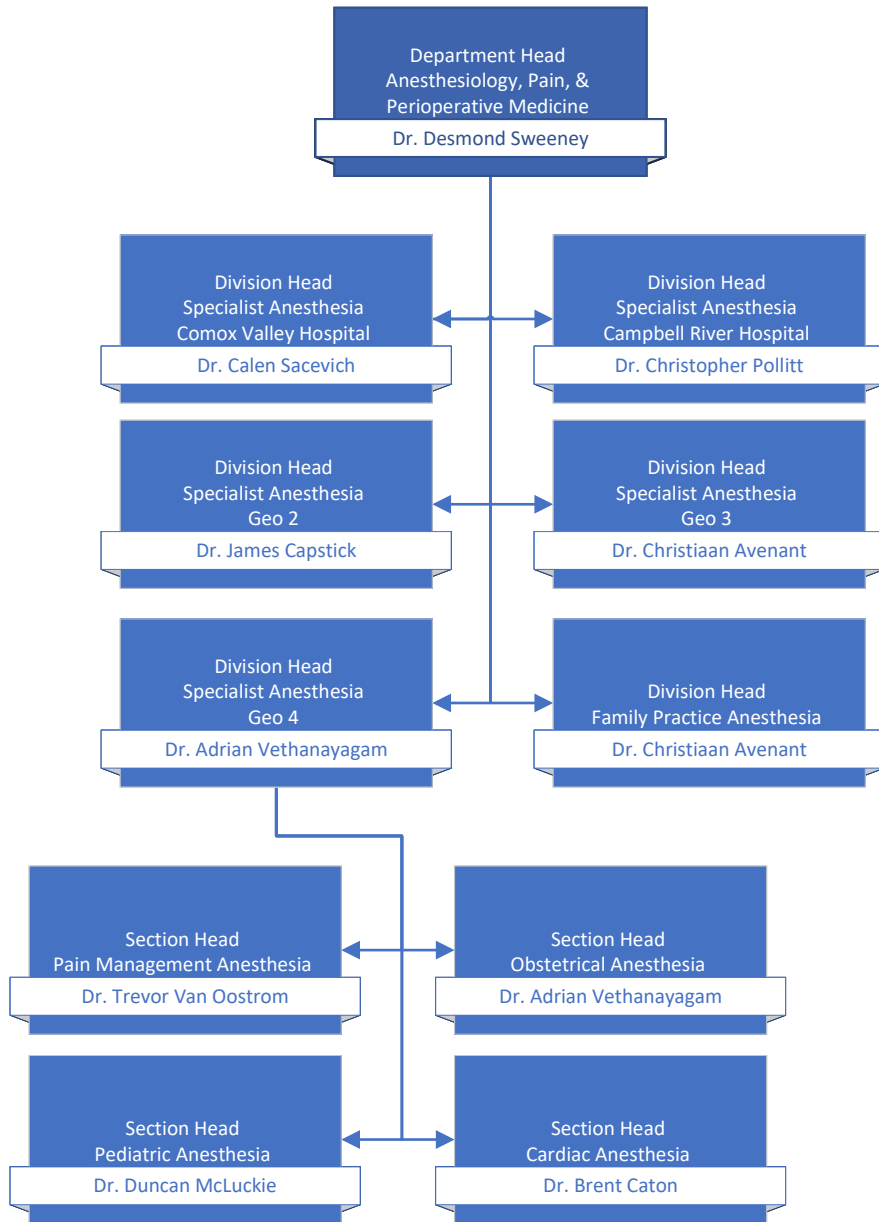 Department Head
Anesthesiology, Pain, &
Perioperative Medicine
Dr. Desmond Sweeney
Division Head
Specialist Anesthesia
Comox Valley Hospital
Dr. Calen Sacevich
Division Head
Specialist Anesthesia
Campbell River Hospital
Dr. Christopher Pollitt
Division Head
Specialist Anesthesia
Geo 2
Dr. James Capstick
Division Head
Specialist Anesthesia
Geo 3
Dr. Christiaan Avenant
Division Head
Specialist Anesthesia
Geo 4
Dr. Adrian Vethanayagam
Division Head
Family Practice Anesthesia
Dr. Christiaan Avenant
Section Head
Pain Management Anesthesia
Dr. Trevor Van Oostrom
Section Head
Obstetrical Anesthesia
Dr. Adrian Vethanayagam
Section Head
Pediatric Anesthesia
Dr. Duncan McLuckie
Section Head
Cardiac Anesthesia
Dr. Brent Caton